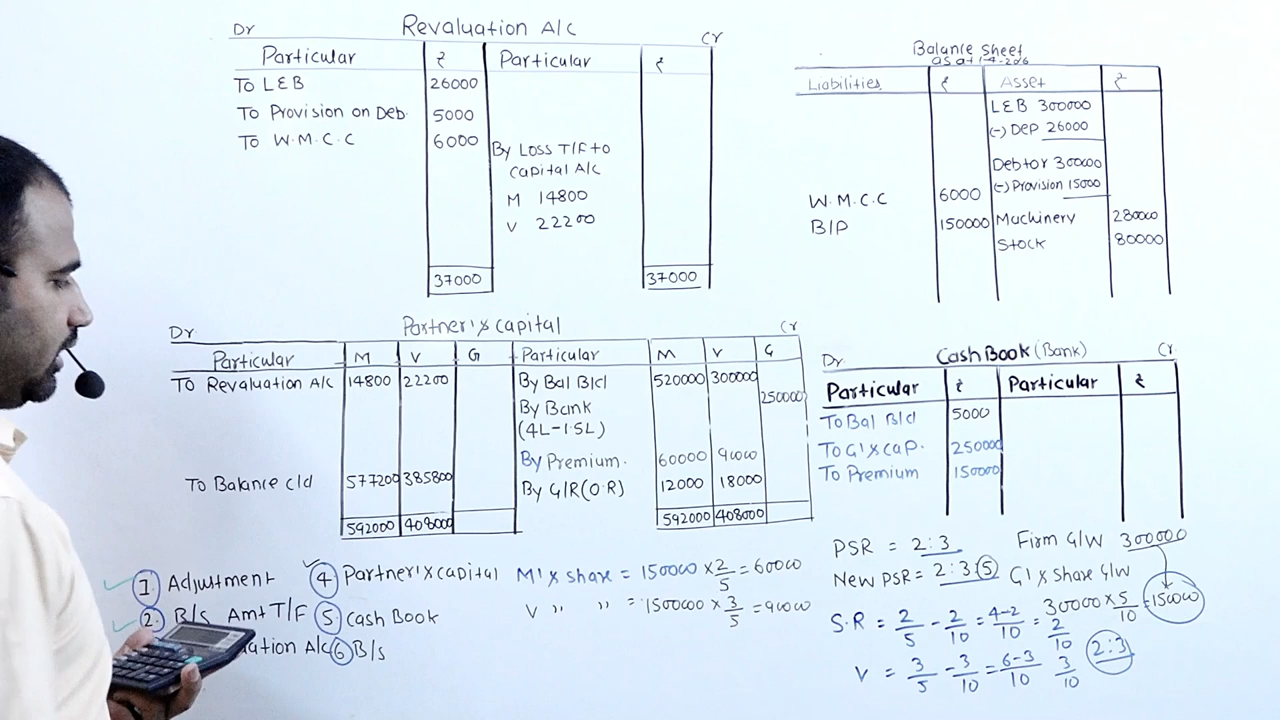 Dr Revaluation A/c Cr
Particular ₹ Particular ₹
To L&B 26000
To Provision on Deb. 5000
To W.M.C.C 6000
By Loss T/F to
capital A/c
M 14800
V 22200
37000 37000
Balance Sheet
as at 1-4-206
Liabilities ₹ Asset ₹
L&B 300000
(-) Dep 26000
Debtor 300000
(-) Provision 15000
W.M.C.C 6000
B/P 150000 Machinery 280000
Stock 80000
Dr. Partner's capital Cr
Particular M V G Particular M V G
To Revaluation A/c 14800 22200 By Bal B/d 520000 300000
By Bank 250000
(4L-1.5L)
By Premium. 60000 90000
To Balance c/d 577200 385800 By G/R(O.R) 12000 18000
592000 408000 592000 408000
Dr. Cash Book (Bank) Cr.
Particular ₹ Particular ₹
To Bal B/d 5000
To G's cap. 250000
To Premium 150000
1 Adjustment
2. B/s Amt T/F
ation A/c
4 Partner's capital
5 Cash Book
6 B/s
M's share = 150000 × 2/5 = 60000
V " " = 1500000 × 3/5 = 90000
PSR = 2:3 Firm G/W 300000
New PSR = 2:3:5 G's Share G/W
300000 × 5/10 = 150000
S.R = 2/5 - 2/10 = 4-2/10 = 2/10
V = 3/5 - 3/10 = 6-3/10 3/10 2:3